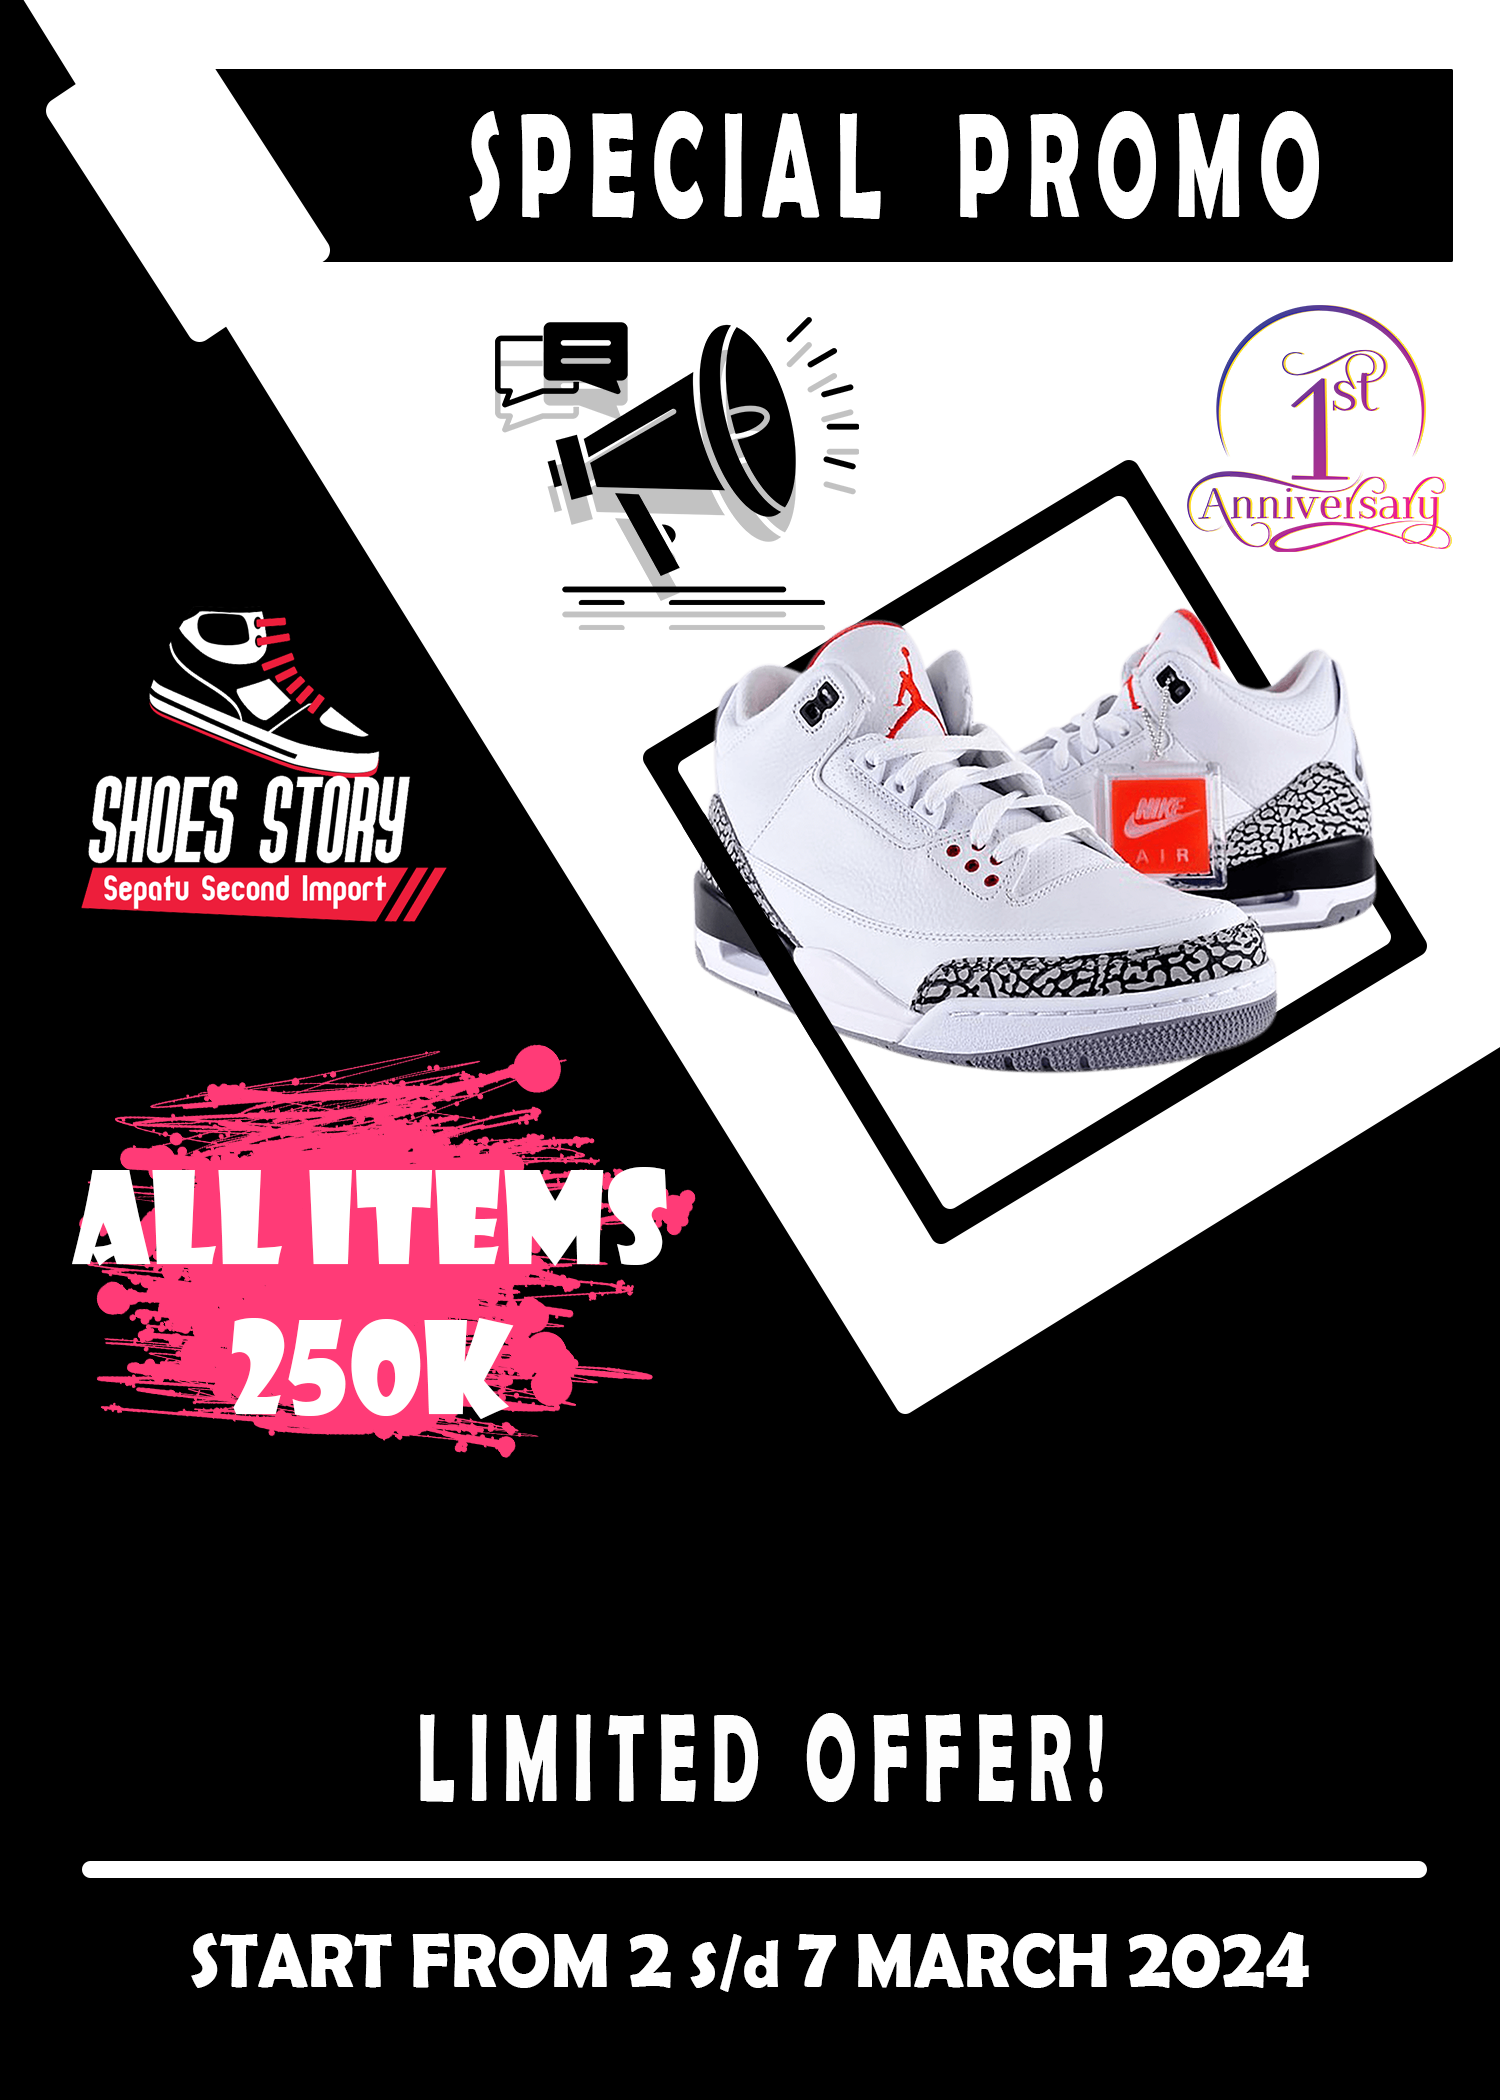 SPECIAL PROMO
1st
Anniversary
SHOES STORY
Sepatu Second Import
NIKE
AIR
ALL ITEMS
250K
LIMITED OFFER!
START FROM 2 s/d 7 MARCH 2024